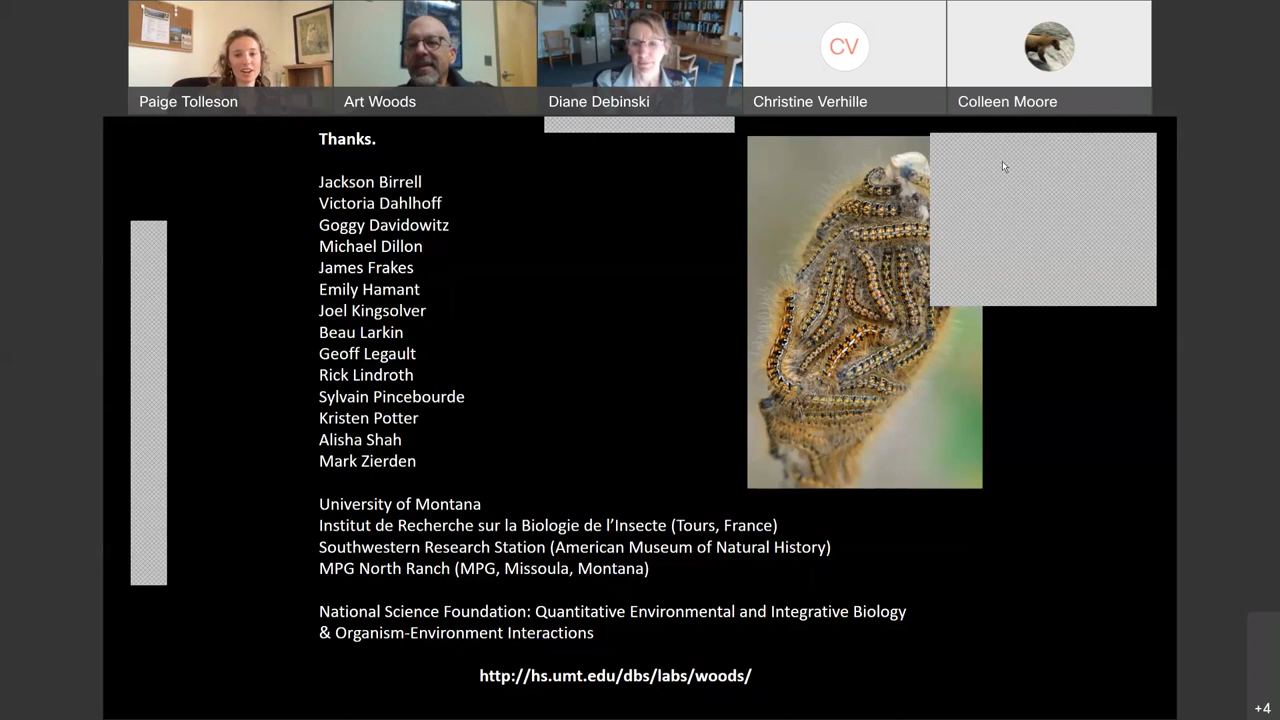 Paige Tolleson
Art Woods
Diane Debinski
CV
Christine Verhille
Colleen Moore
Thanks.
Jackson Birrell
Victoria Dahlhoff
Goggy Davidowitz
Michael Dillon
James Frakes
Emily Hamant
Joel Kingsolver
Beau Larkin
Geoff Legault
Rick Lindroth
Sylvain Pincebourde
Kristen Potter
Alisha Shah
Mark Zierden
University of Montana
Institut de Recherche sur la Biologie de l’Insecte (Tours, France)
Southwestern Research Station (American Museum of Natural History)
MPG North Ranch (MPG, Missoula, Montana)
National Science Foundation: Quantitative Environmental and Integrative Biology
& Organism-Environment Interactions
http://hs.umt.edu/dbs/labs/woods/
+4